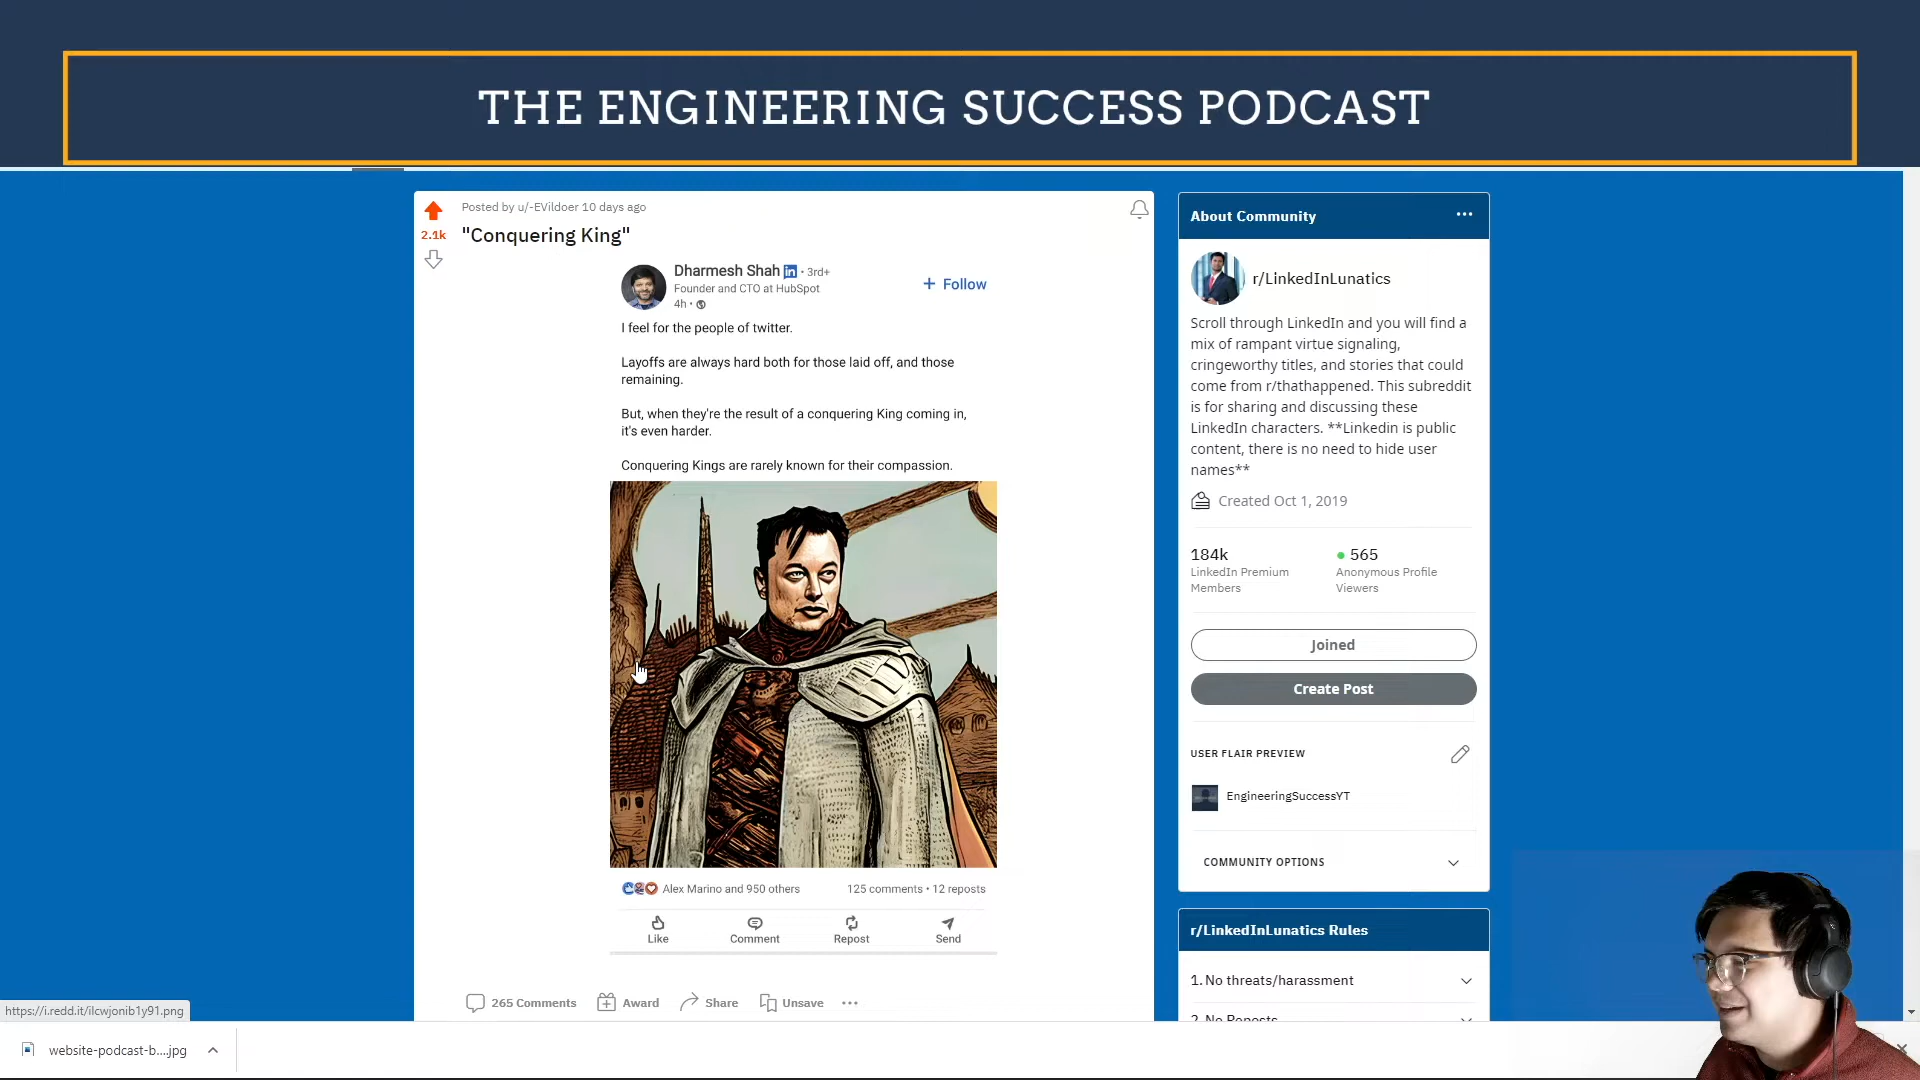 THE ENGINEERING SUCCESS PODCAST
Posted by u/-EVildoer 10 days ago
2.1k
"Conquering King"
Dharmesh Shah in • 3rd+
Founder and CTO at HubSpot
4h •
+ Follow
I feel for the people of twitter.
Layoffs are always hard both for those laid off, and those
remaining.
But, when they're the result of a conquering King coming in,
it's even harder.
Conquering Kings are rarely known for their compassion.
Alex Marino and 950 others
125 comments • 12 reposts
Like
Comment
Repost
Send
265 Comments
Award
Share
Unsave
About Community
r/LinkedInLunatics
Scroll through LinkedIn and you will find a
mix of rampant virtue signaling,
cringeworthy titles, and stories that could
come from r/thathappened. This subreddit
is for sharing and discussing these
LinkedIn characters. **Linkedin is public
content, there is no need to hide user
names**
Created Oct 1, 2019
184k
LinkedIn Premium
Members
565
Anonymous Profile
Viewers
Joined
Create Post
USER FLAIR PREVIEW
EngineeringSuccessYT
COMMUNITY OPTIONS
r/LinkedInLunatics Rules
1. No threats/harassment
2. No Reposts
https://i.redd.it/ilcwjonib1y91.png
website-podcast-b....jpg